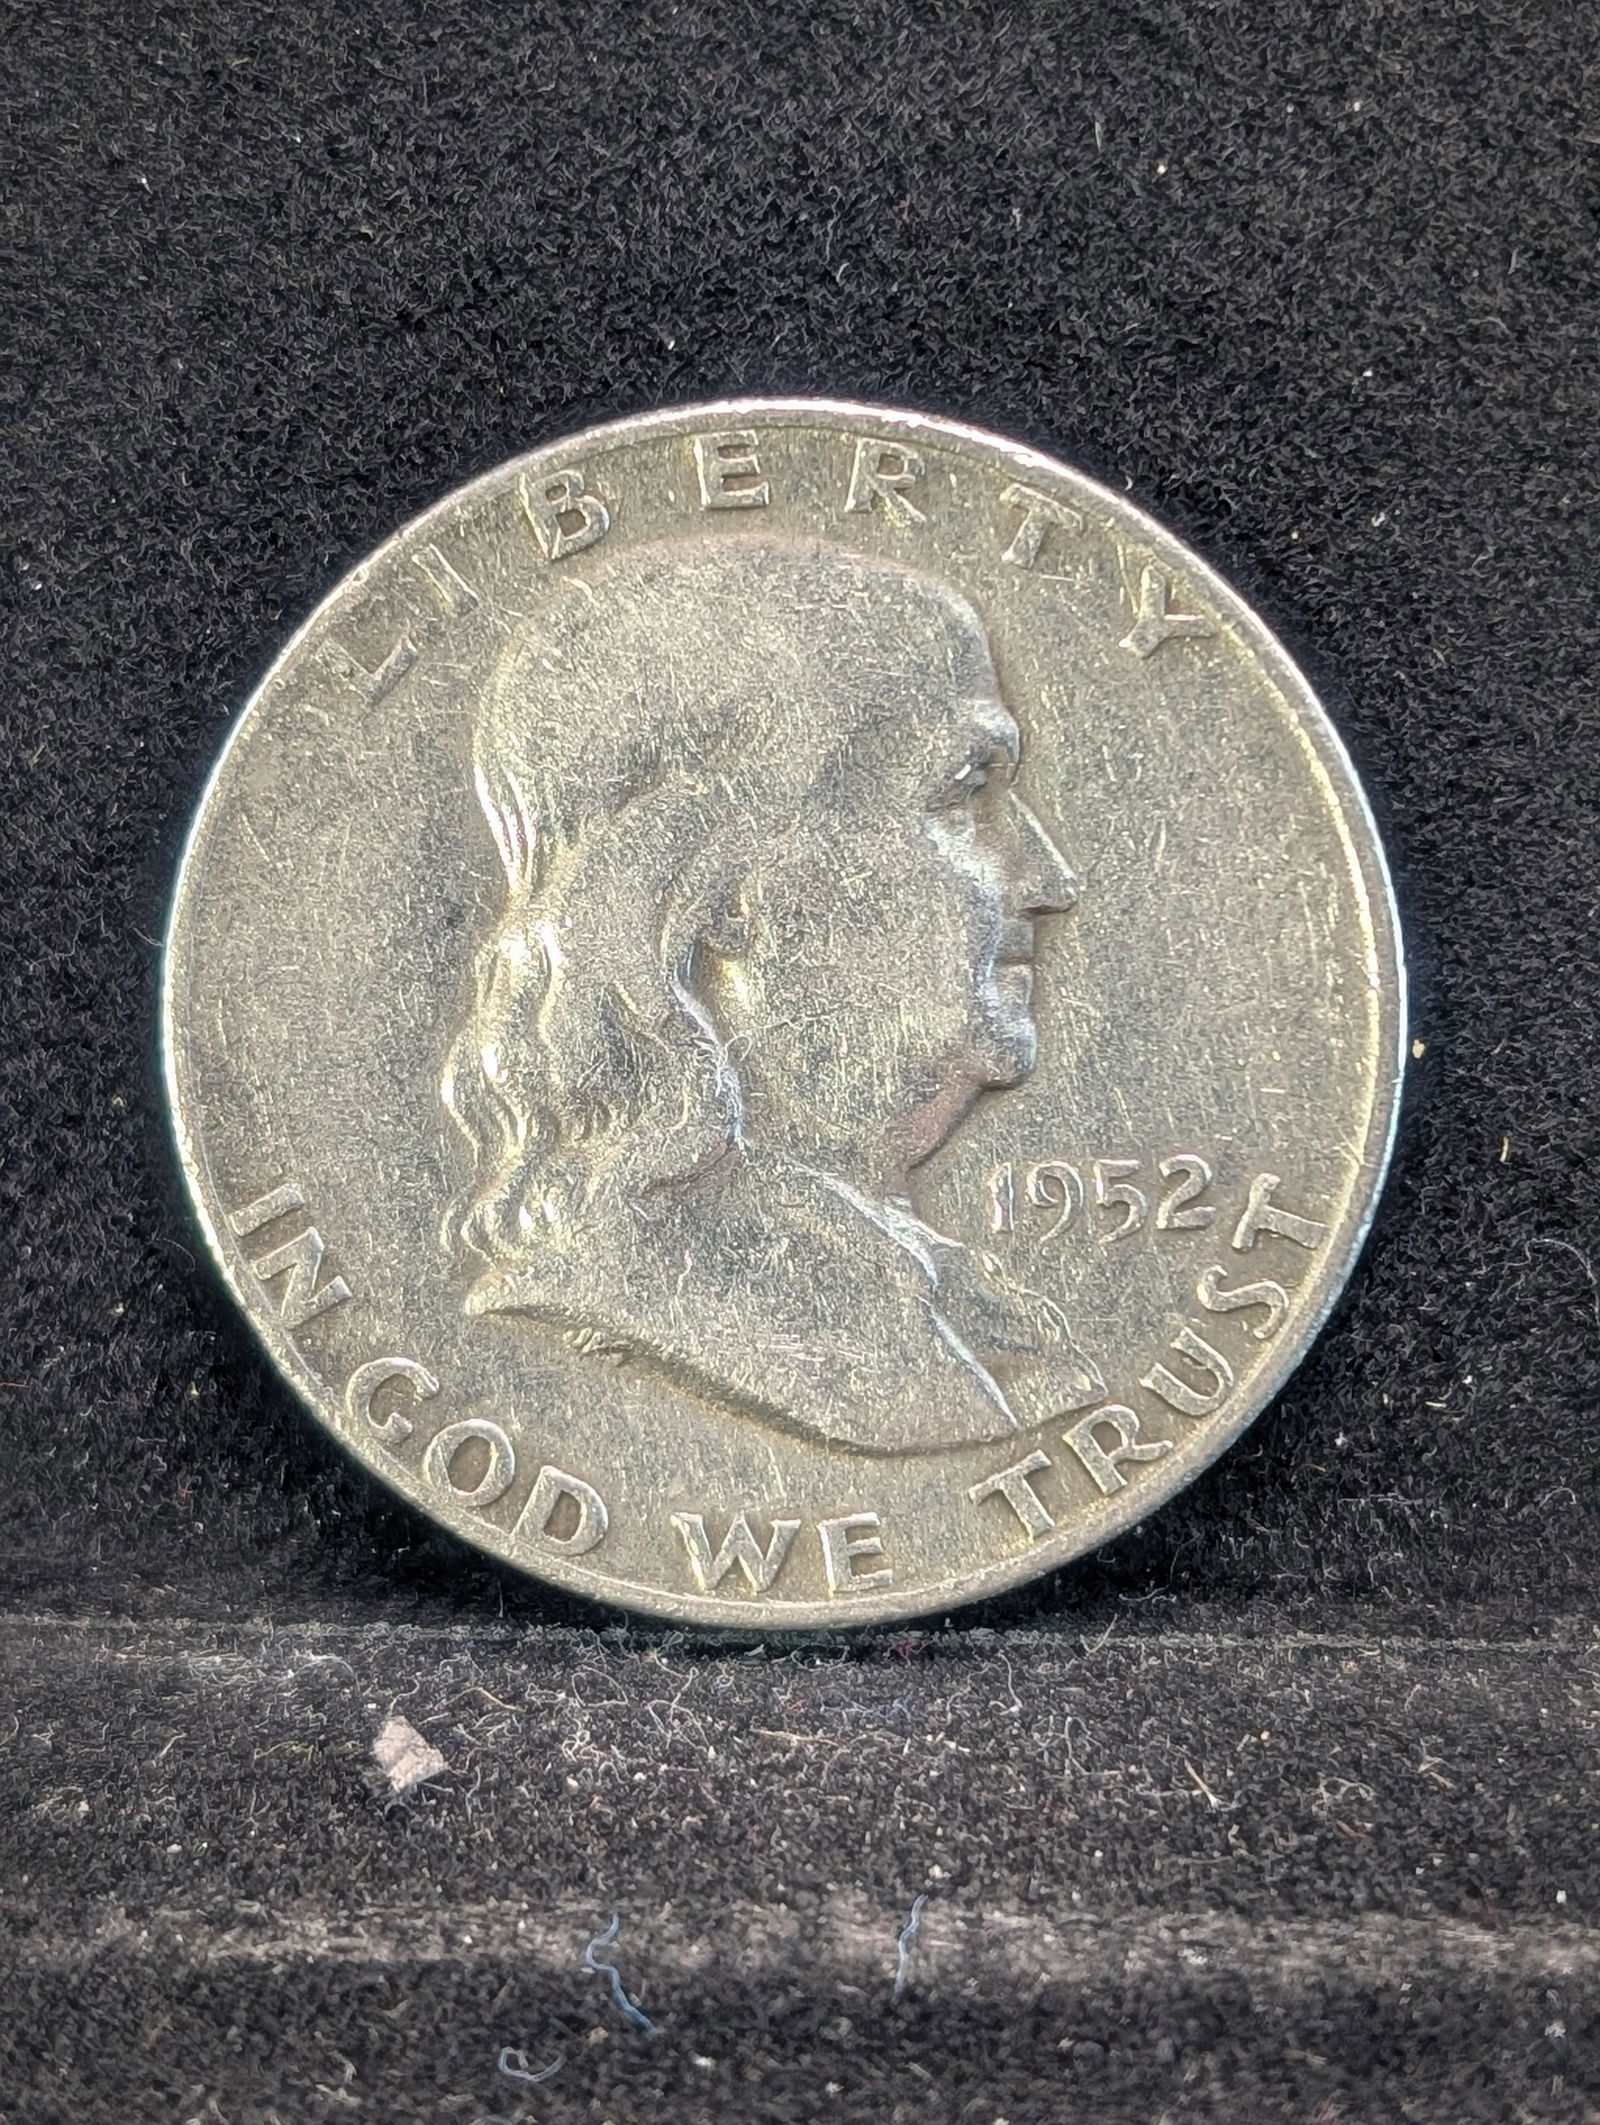 LIBERTY
1952
IN GOD WE TRUST